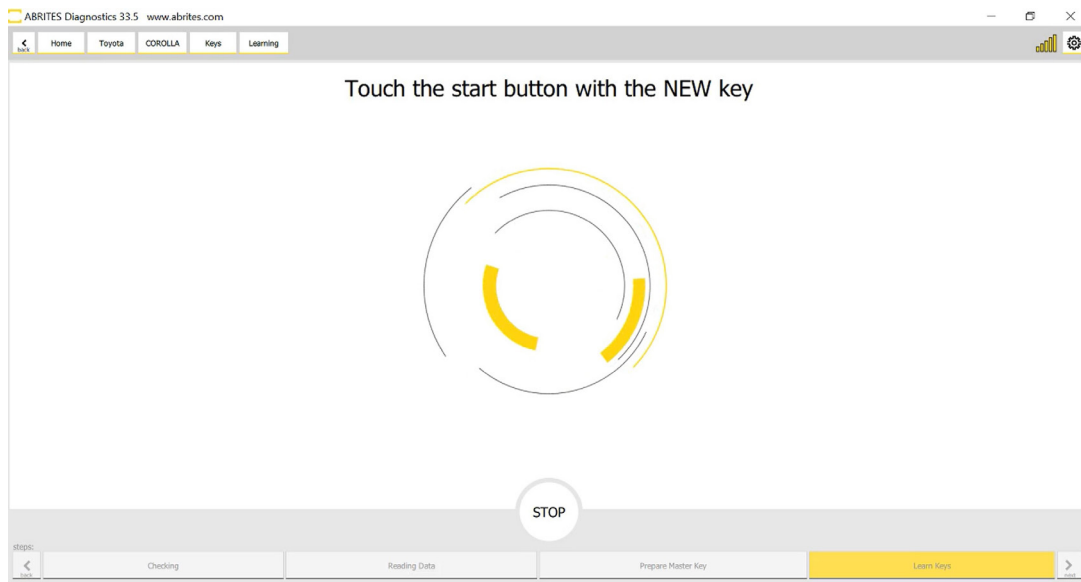 ABRITES Diagnostics 33.5 www.abrites.com
back Home Toyota COROLLA Keys Learning
Touch the start button with the NEW key
STOP
steps:
back Checking Reading Data Prepare Master Key Learn Keys next